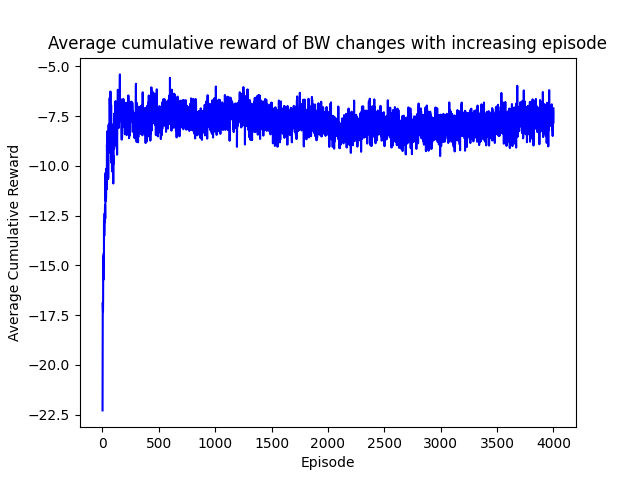 Average cumulative reward of BW changes with increasing episode
−5.0
−7.5
−10.0
−12.5
−15.0
−17.5
−20.0
−22.5
Average Cumulative Reward
0 500 1000 1500 2000 2500 3000 3500 4000
Episode